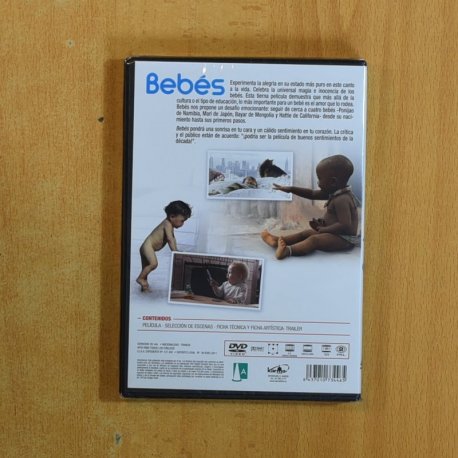 Bebés
Experimenta la alegría en su estado más puro en este canto
a la vida. Celebra la universal magia e inocencia de los
bebés. Esta tierna película demuestra que más allá de la
cultura o el tipo de educación, lo más importante para un bebé es el amor que lo rodea.
Bebés nos propone un desafío emocionante: seguir de cerca a cuatro bebés -Ponijao
de Namibia, Mari de Japón, Bayar de Mongolia y Hattie de California- desde su naci-
miento hasta sus primeros pasos.
Bebés pondrá una sonrisa en tu cara y un cálido sentimiento en tu corazón. La crítica
y el público están de acuerdo: "¡podría ser la película de buenos sentimientos de la
década!".
CONTENIDOS
PELÍCULA · SELECCIÓN DE ESCENAS · FICHA TÉCNICA Y FICHA ARTÍSTICA· TRAILER
DVD
VIDEO
A